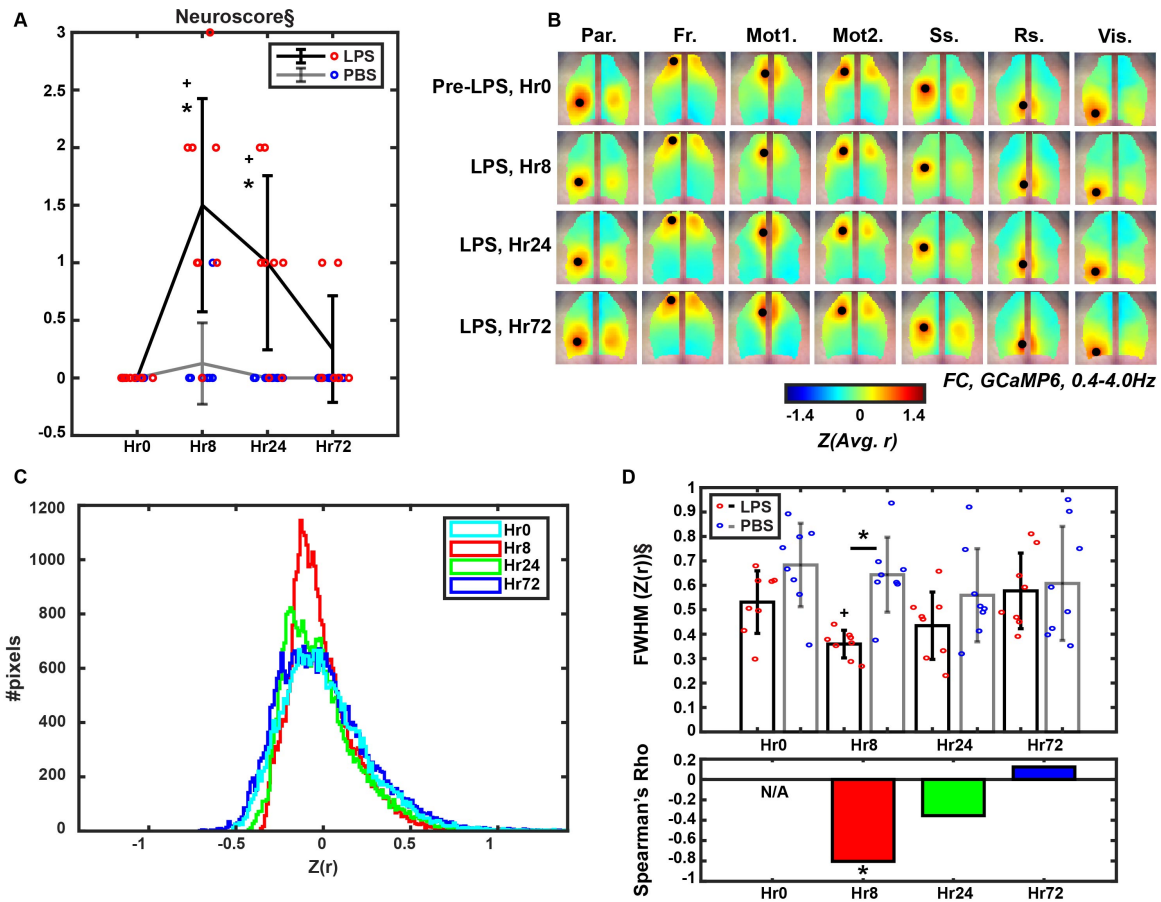 A
Neuroscore§
3
2.5
2
1.5
1
0.5
0
-0.5
+
*
+
*
LPS
PBS
Hr0 Hr8 Hr24 Hr72
B
Par. Fr. Mot1. Mot2. Ss. Rs. Vis.
Pre-LPS, Hr0
LPS, Hr8
LPS, Hr24
LPS, Hr72
FC, GCaMP6, 0.4-4.0Hz
-1.4 0 1.4
Z(Avg. r)
C
#pixels
1200
1000
800
600
400
200
0
Hr0
Hr8
Hr24
Hr72
-1 -0.5 0 0.5 1
Z(r)
D
FWHM (Z(r))§
1
0.9
0.8
0.7
0.6
0.5
0.4
0.3
0.2
0.1
0
LPS
PBS
*
+
Hr0 Hr8 Hr24 Hr72
Spearman's Rho
0.2
0
-0.2
-0.4
-0.6
-0.8
-1
N/A
*
Hr0 Hr8 Hr24 Hr72